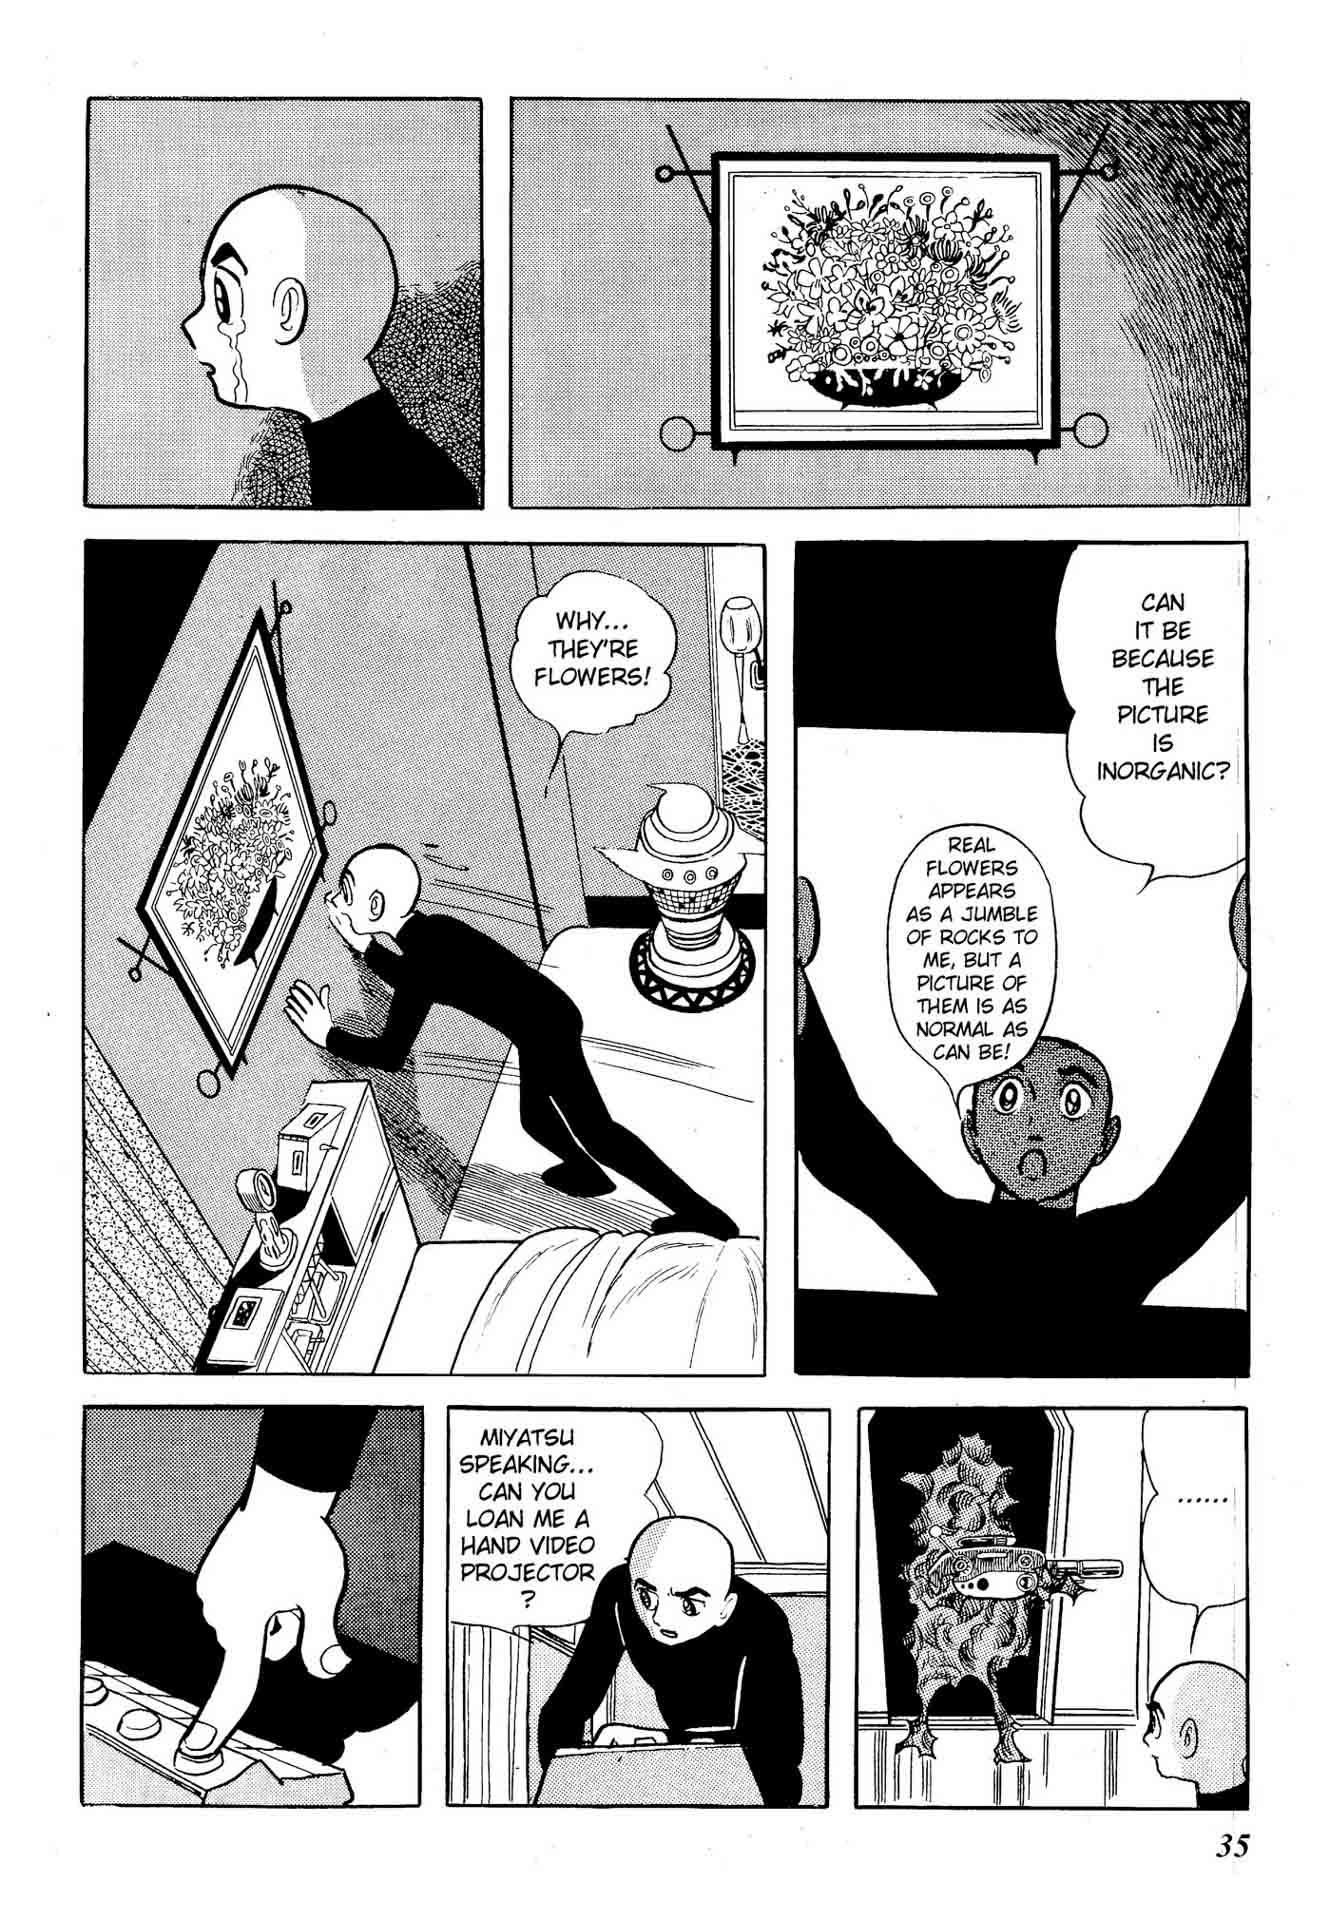 WHY...
THEY'RE
FLOWERS!
CAN
IT BE
BECAUSE
THE
PICTURE
IS
INORGANIC?
REAL
FLOWERS
APPEARS
AS A JUMBLE
OF ROCKS TO
ME, BUT A
PICTURE OF
THEM IS AS
NORMAL AS
CAN BE!
MIYATSU
SPEAKING...
CAN YOU
LOAN ME A
HAND VIDEO
PROJECTOR
?
......
35